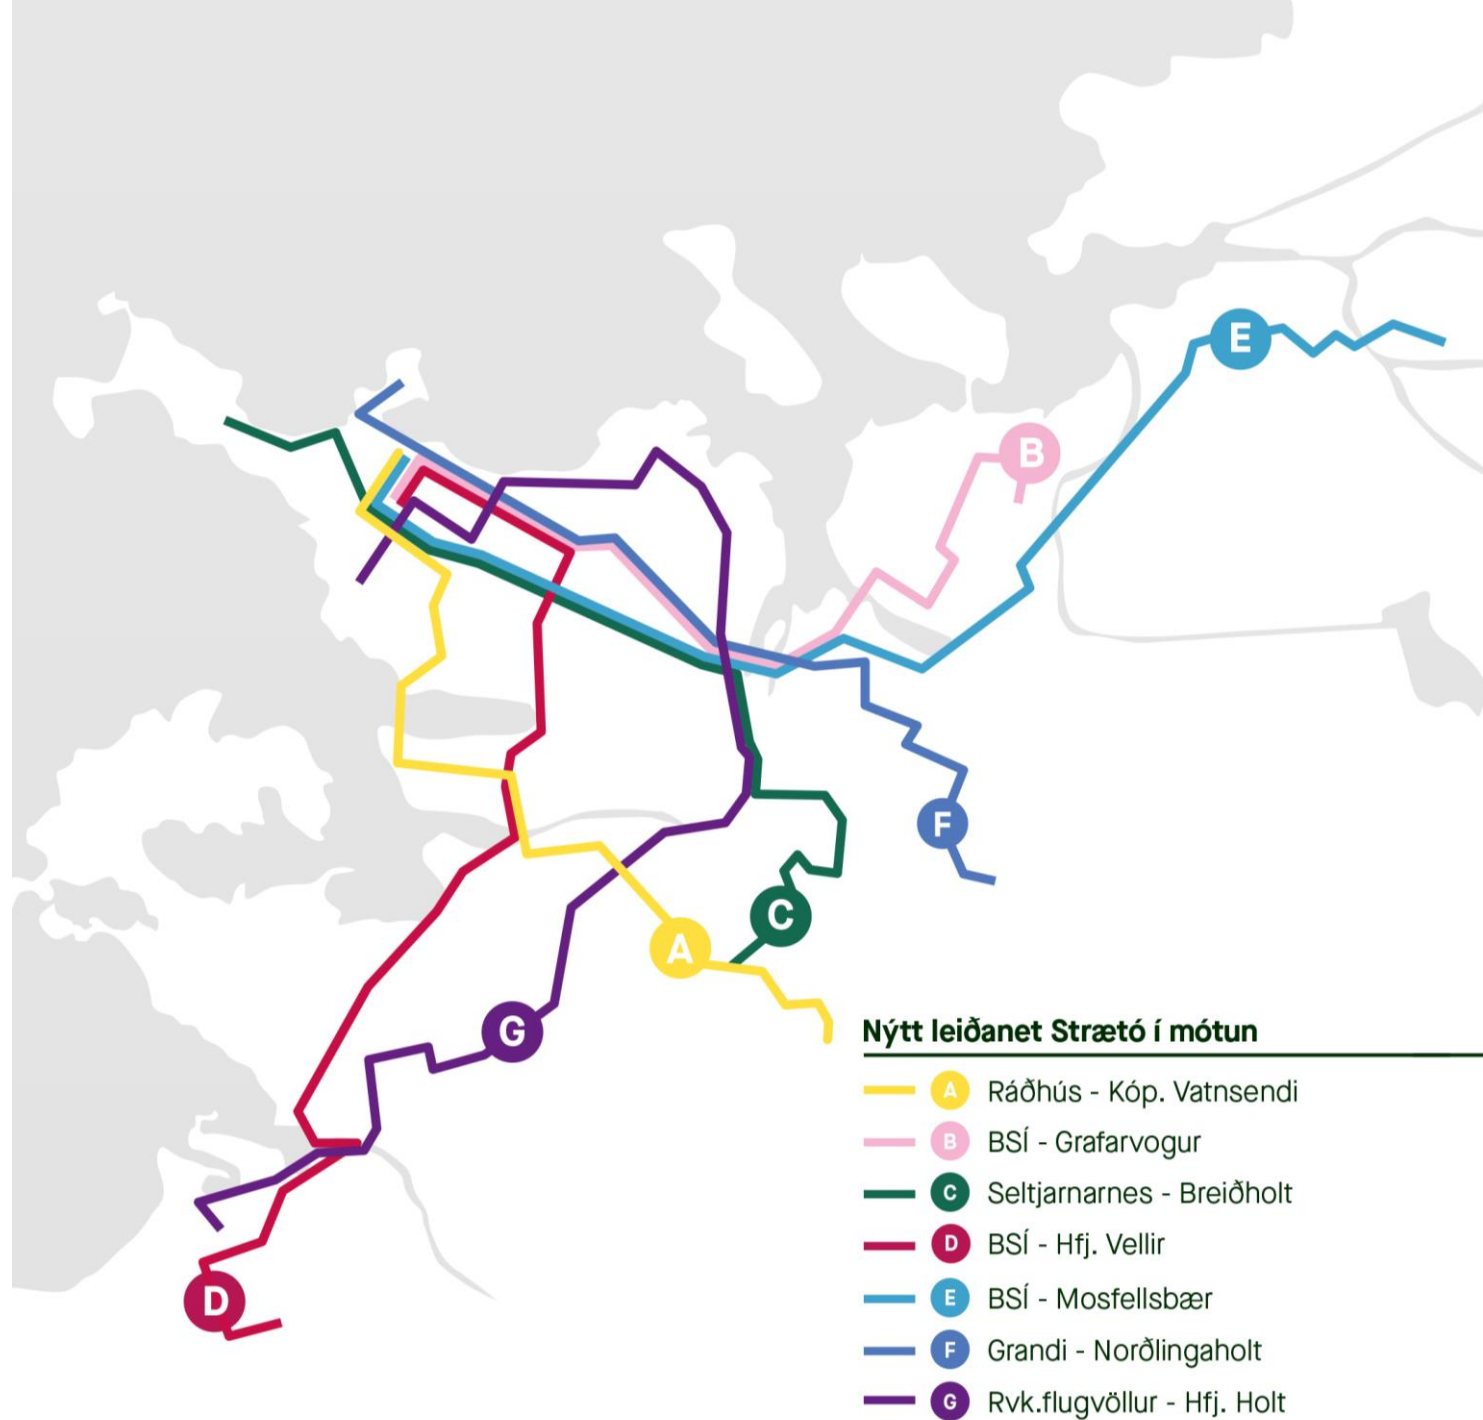 E
B
F
C
A
G
D
Nýtt leiðanet Strætó í mótun
A Ráðhús - Kóp. Vatnsendi
B BSÍ - Grafarvogur
C Seltjarnarnes - Breiðholt
D BSÍ - Hfj. Vellir
E BSÍ - Mosfellsbær
F Grandi - Norðlingaholt
G Rvk.flugvöllur - Hfj. Holt